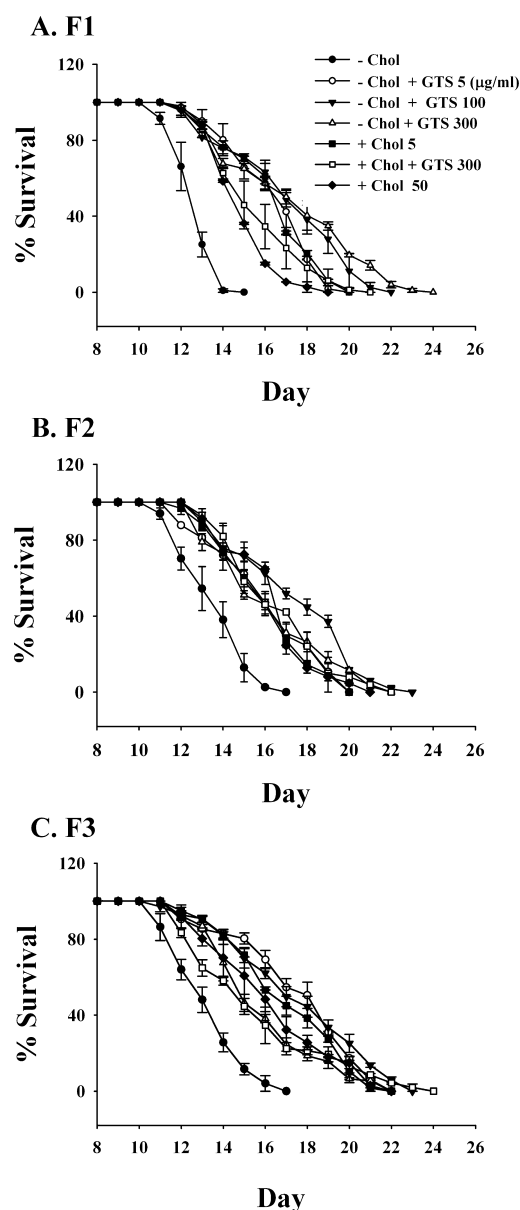 A. F1
- Chol
- Chol + GTS 5 (µg/ml)
- Chol + GTS 100
- Chol + GTS 300
+ Chol 5
+ Chol + GTS 300
+ Chol 50
120
80
40
0
% Survival
8 10 12 14 16 18 20 22 24 26
Day
B. F2
120
80
40
0
% Survival
8 10 12 14 16 18 20 22 24 26
Day
C. F3
120
80
40
0
% Survival
8 10 12 14 16 18 20 22 24 26
Day